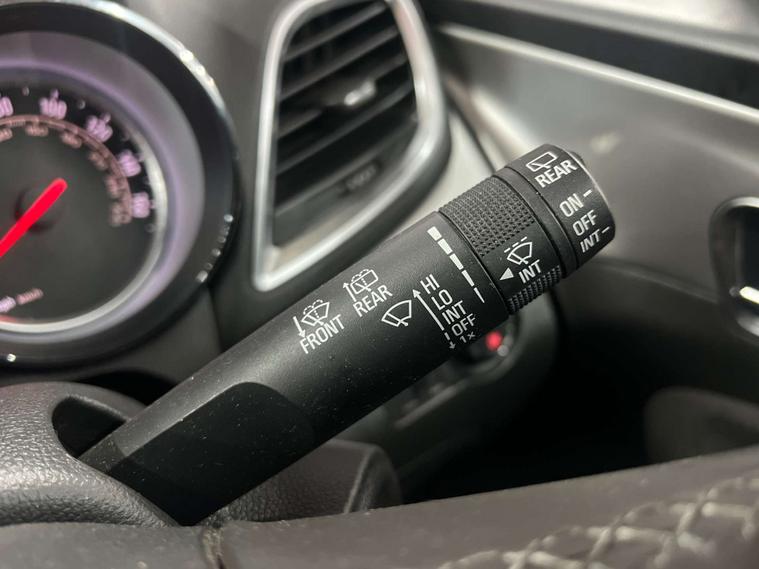 REAR
ON
OFF
INT
INT
HI
LO
INT
OFF
1x
REAR
FRONT